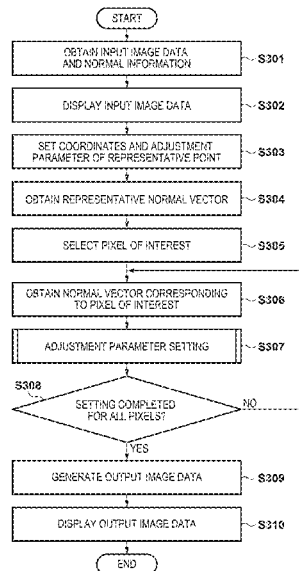 START
OBTAIN INPUT IMAGE DATA
AND NORMAL INFORMATION
S301
DISPLAY INPUT IMAGE DATA
S302
SET COORDINATES AND ADJUSTMENT
PARAMETER OF REPRESENTATIVE POINT
S303
OBTAIN REPRESENTATIVE NORMAL VECTOR
S304
SELECT PIXEL OF INTEREST
S305
OBTAIN NORMAL VECTOR CORRESPONDING
TO PIXEL OF INTEREST
S306
ADJUSTMENT PARAMETER SETTING
S307
S308
SETTING COMPLETED
FOR ALL PIXELS?
NO
YES
GENERATE OUTPUT IMAGE DATA
S309
DISPLAY OUTPUT IMAGE DATA
S310
END